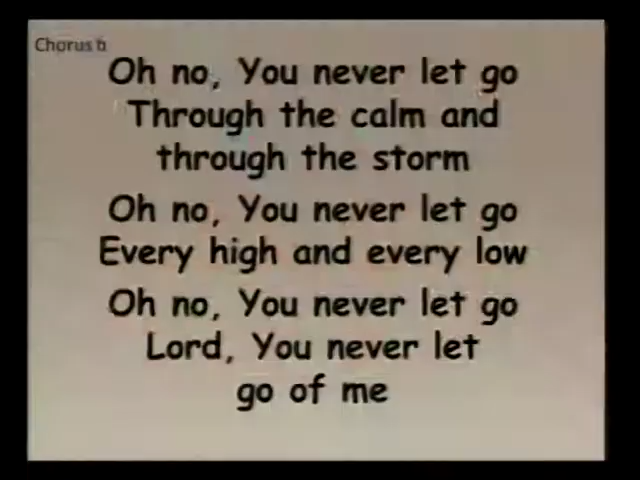 Chorus b
Oh no, You never let go
Through the calm and
through the storm
Oh no, You never let go
Every high and every low
Oh no, You never let go
Lord, You never let
go of me